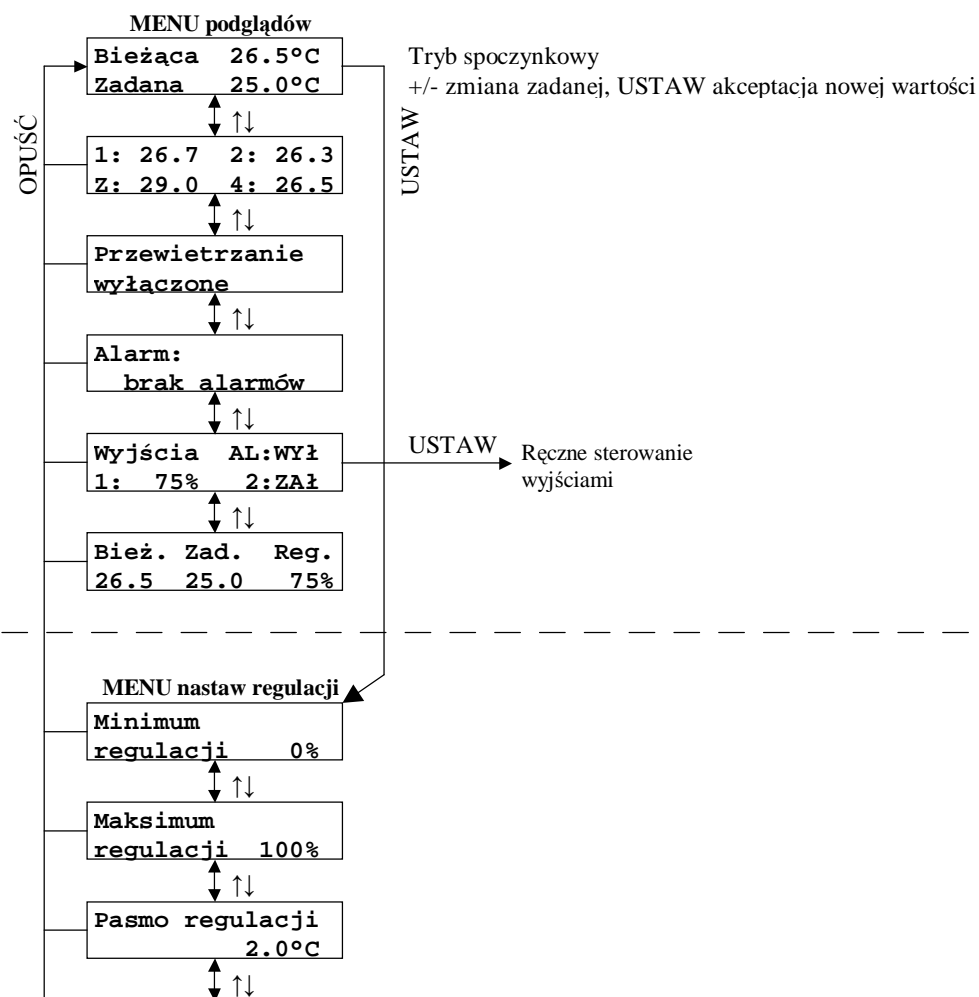 MENU podglądów
Bieżąca 26.5°C
Zadana 25.0°C
Tryb spoczynkowy
+/- zmiana zadanej, USTAW akceptacja nowej wartości
↑↓
OPUŚĆ
USTAW
1: 26.7 2: 26.3
Z: 29.0 4: 26.5
↑↓
Przewietrzanie
wyłączone
↑↓
Alarm:
brak alarmów
↑↓
Wyjścia AL:WYŁ
1: 75% 2:ZAŁ
USTAW
Ręczne sterowanie
wyjściami
↑↓
Bież. Zad. Reg.
26.5 25.0 75%
MENU nastaw regulacji
Minimum
regulacji 0%
↑↓
Maksimum
regulacji 100%
↑↓
Pasmo regulacji
2.0°C
↑↓